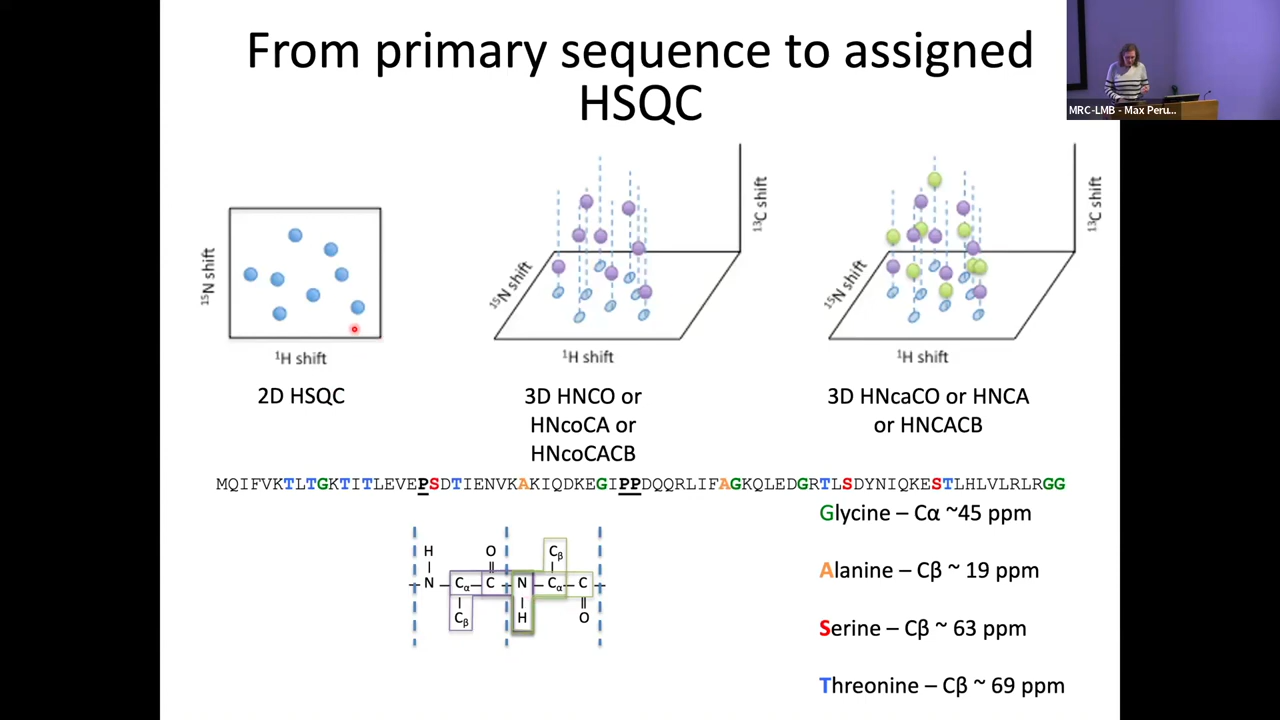 From primary sequence to assigned
HSQC
MRC-LMB - Max Peru...
¹⁵N shift
¹H shift
2D HSQC
¹⁵N shift
¹H shift
¹³C shift
3D HNCO or
HNcoCA or
HNcoCACB
¹⁵N shift
¹H shift
¹³C shift
3D HNcaCO or HNCA
or HNCACB
MQIFVKTLTGKTITLEVEPSDTIENVKAKIQDKEGIPPDQQRLIFAGKQLEDGRTLSDYNIQKESTLHLVLRLRGG
Glycine – Cα ~45 ppm
Alanine – Cβ ~ 19 ppm
Serine – Cβ ~ 63 ppm
Threonine – Cβ ~ 69 ppm
H O Cβ
N Cα C N Cα C
Cβ H O